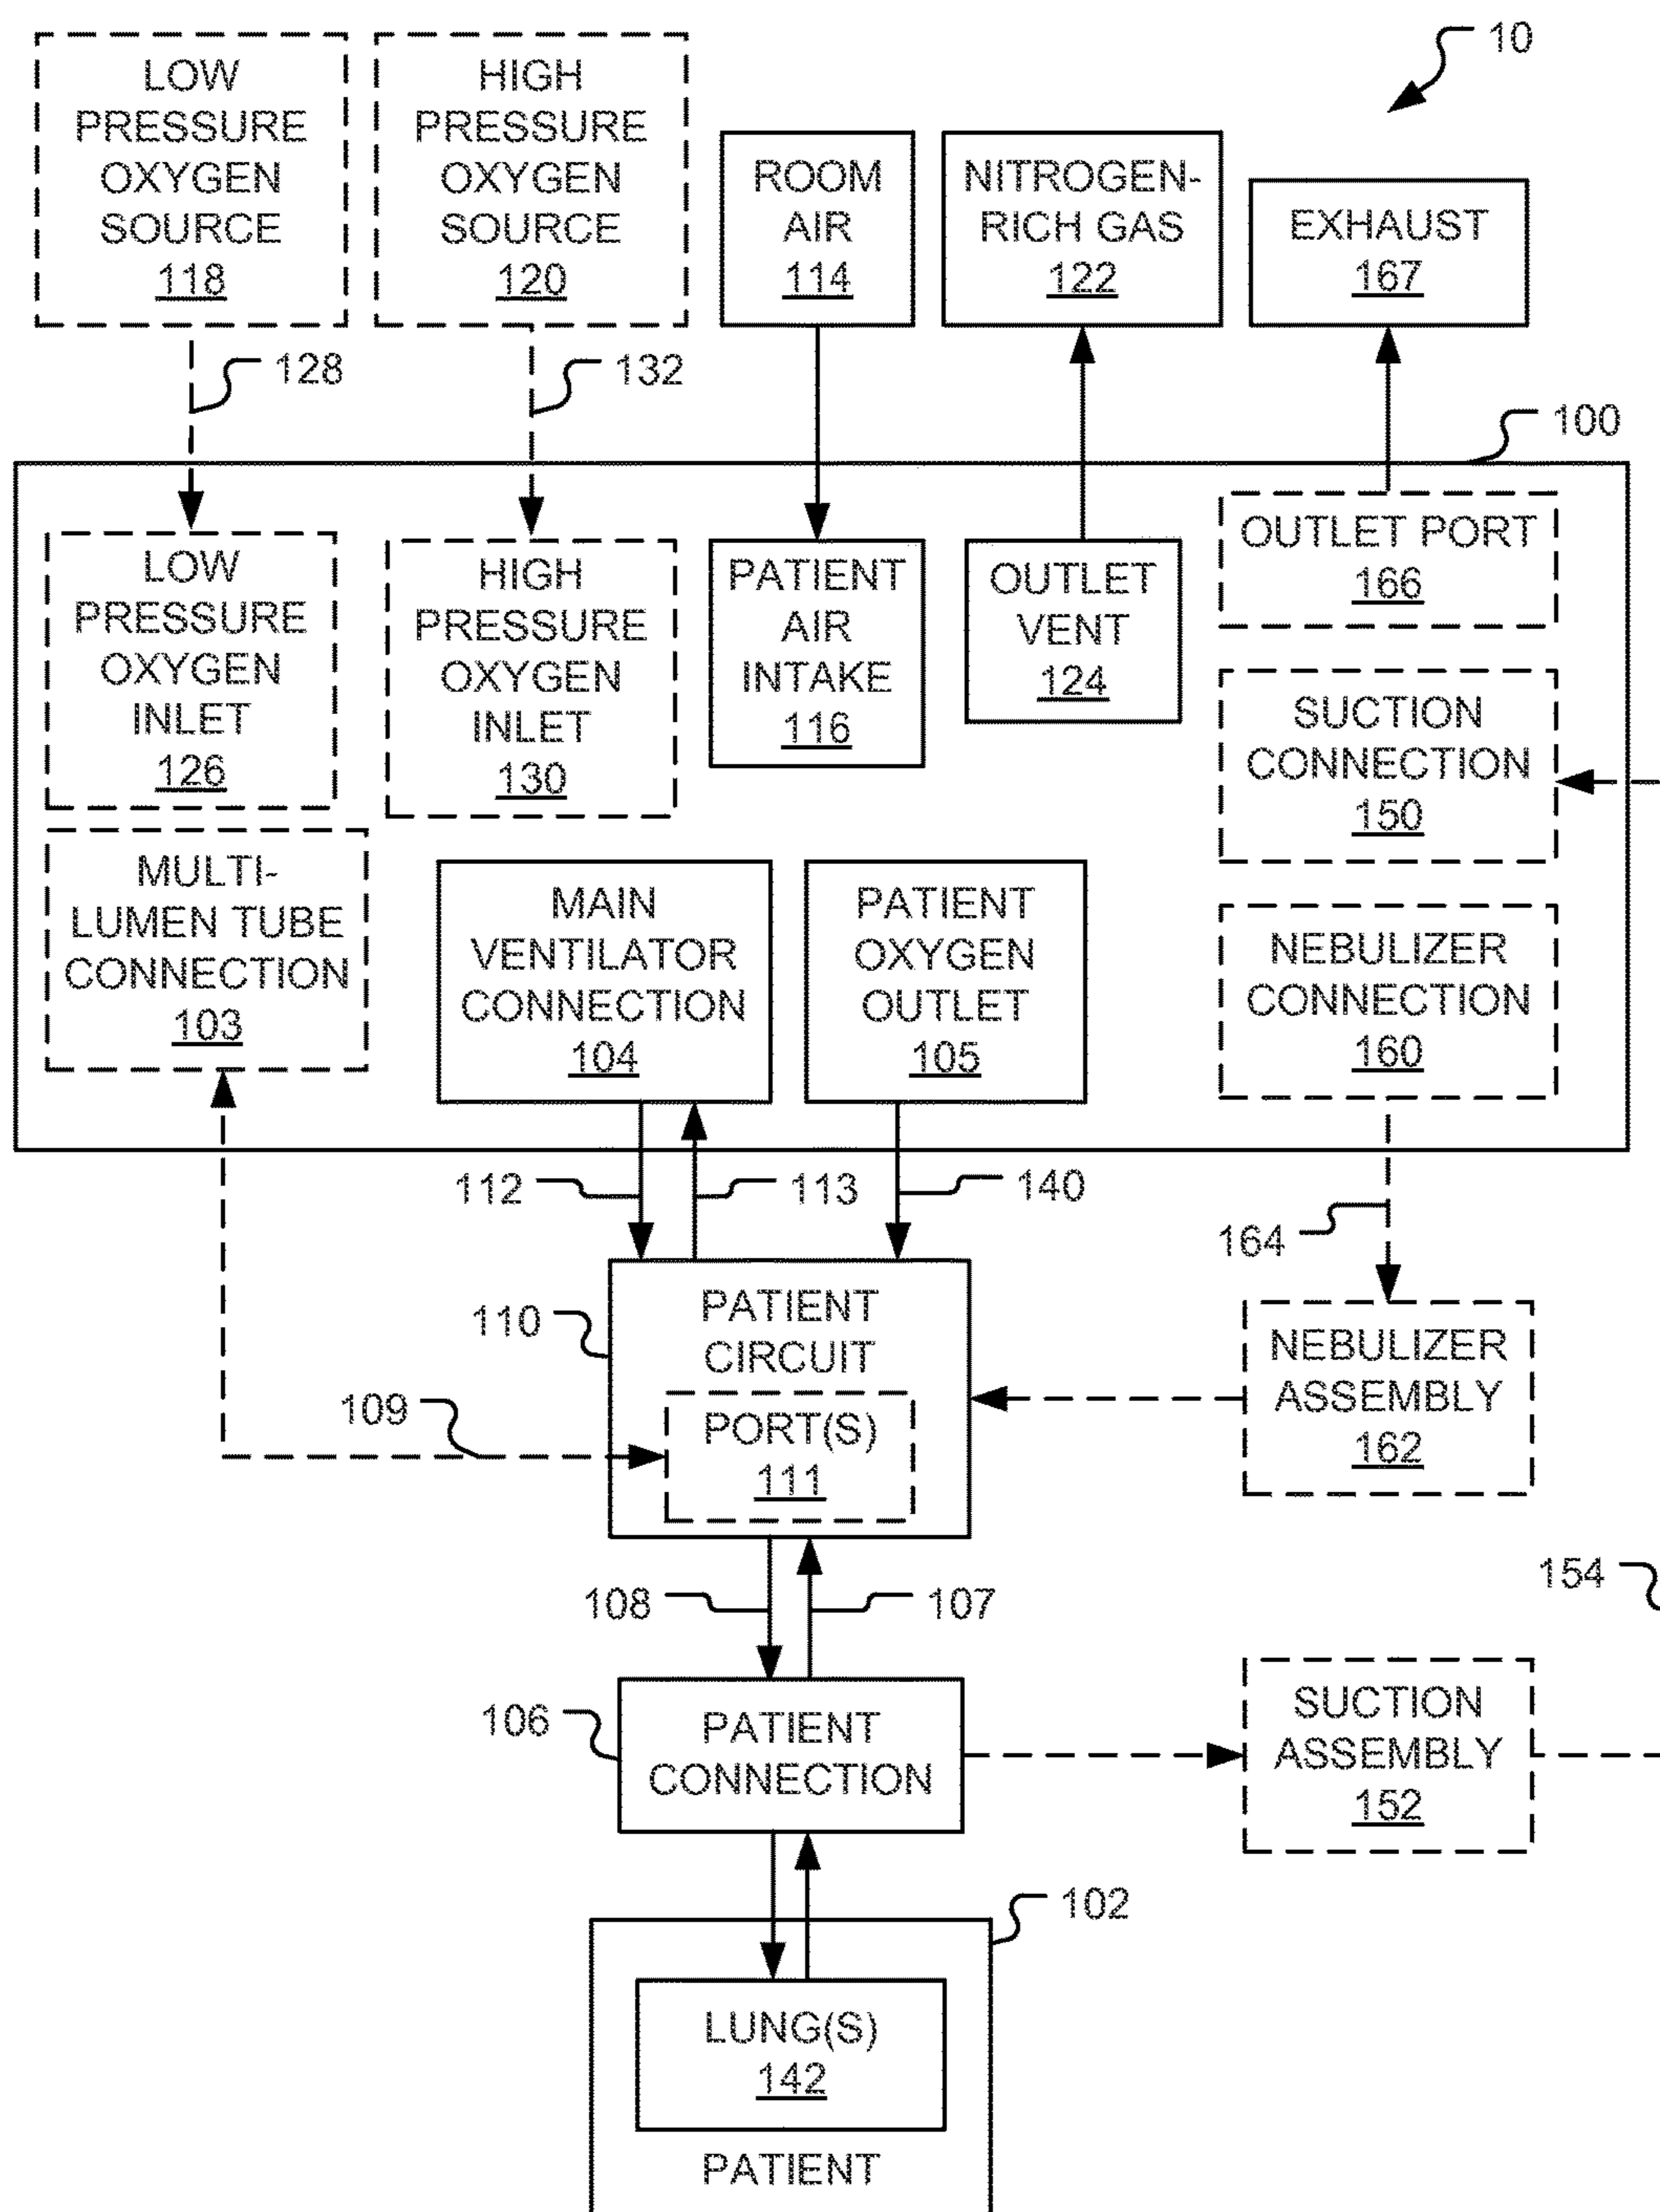 10
LOW
PRESSURE
OXYGEN
SOURCE
118
HIGH
PRESSURE
OXYGEN
SOURCE
120
ROOM
AIR
114
NITROGEN-
RICH GAS
122
EXHAUST
167
128
132
100
LOW
PRESSURE
OXYGEN
INLET
126
HIGH
PRESSURE
OXYGEN
INLET
130
PATIENT
AIR
INTAKE
116
OUTLET
VENT
124
OUTLET PORT
166
SUCTION
CONNECTION
150
MULTI-
LUMEN TUBE
CONNECTION
103
MAIN
VENTILATOR
CONNECTION
104
PATIENT
OXYGEN
OUTLET
105
NEBULIZER
CONNECTION
160
112
113
140
164
110
PATIENT
CIRCUIT
109
PORT(S)
111
NEBULIZER
ASSEMBLY
162
154
108
107
106
PATIENT
CONNECTION
SUCTION
ASSEMBLY
152
102
LUNG(S)
142
PATIENT